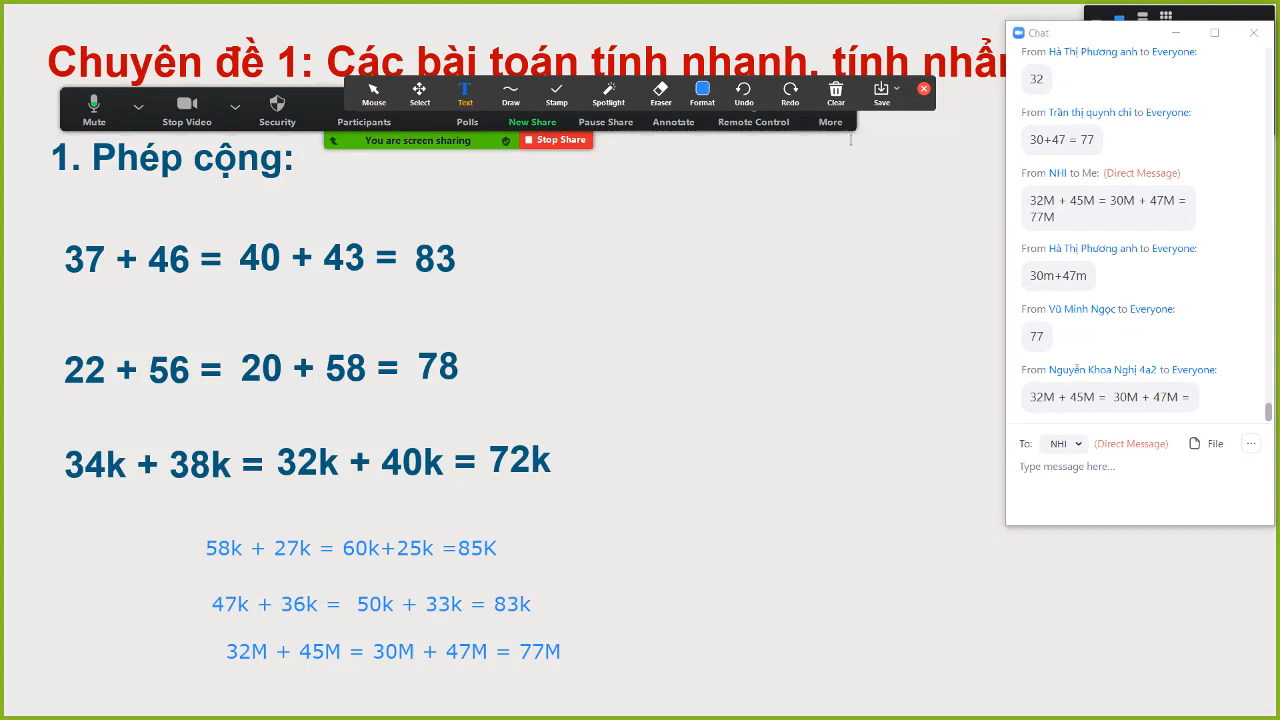 Chuyên đề 1: Các bài toán tính nhanh, tính nhẩ
Mouse Select Text Draw Stamp Spotlight Eraser Format Undo Redo Clear Save
Mute Stop Video Security Participants Polls New Share Pause Share Annotate Remote Control More
You are screen sharing Stop Share
1. Phép cộng:
37 + 46 = 40 + 43 = 83
22 + 56 = 20 + 58 = 78
34k + 38k = 32k + 40k = 72k
58k + 27k = 60k+25k =85K
47k + 36k = 50k + 33k = 83k
32M + 45M = 30M + 47M = 77M
Chat
From Hà Thị Phương anh to Everyone:
32
From Trần thị quynh chi to Everyone:
30+47 = 77
From NHI to Me: (Direct Message)
32M + 45M = 30M + 47M =
77M
From Hà Thị Phương anh to Everyone:
30m+47m
From Vũ Minh Ngọc to Everyone:
77
From Nguyễn Khoa Nghị 4a2 to Everyone:
32M + 45M = 30M + 47M =
To: NHI (Direct Message) File
Type message here...